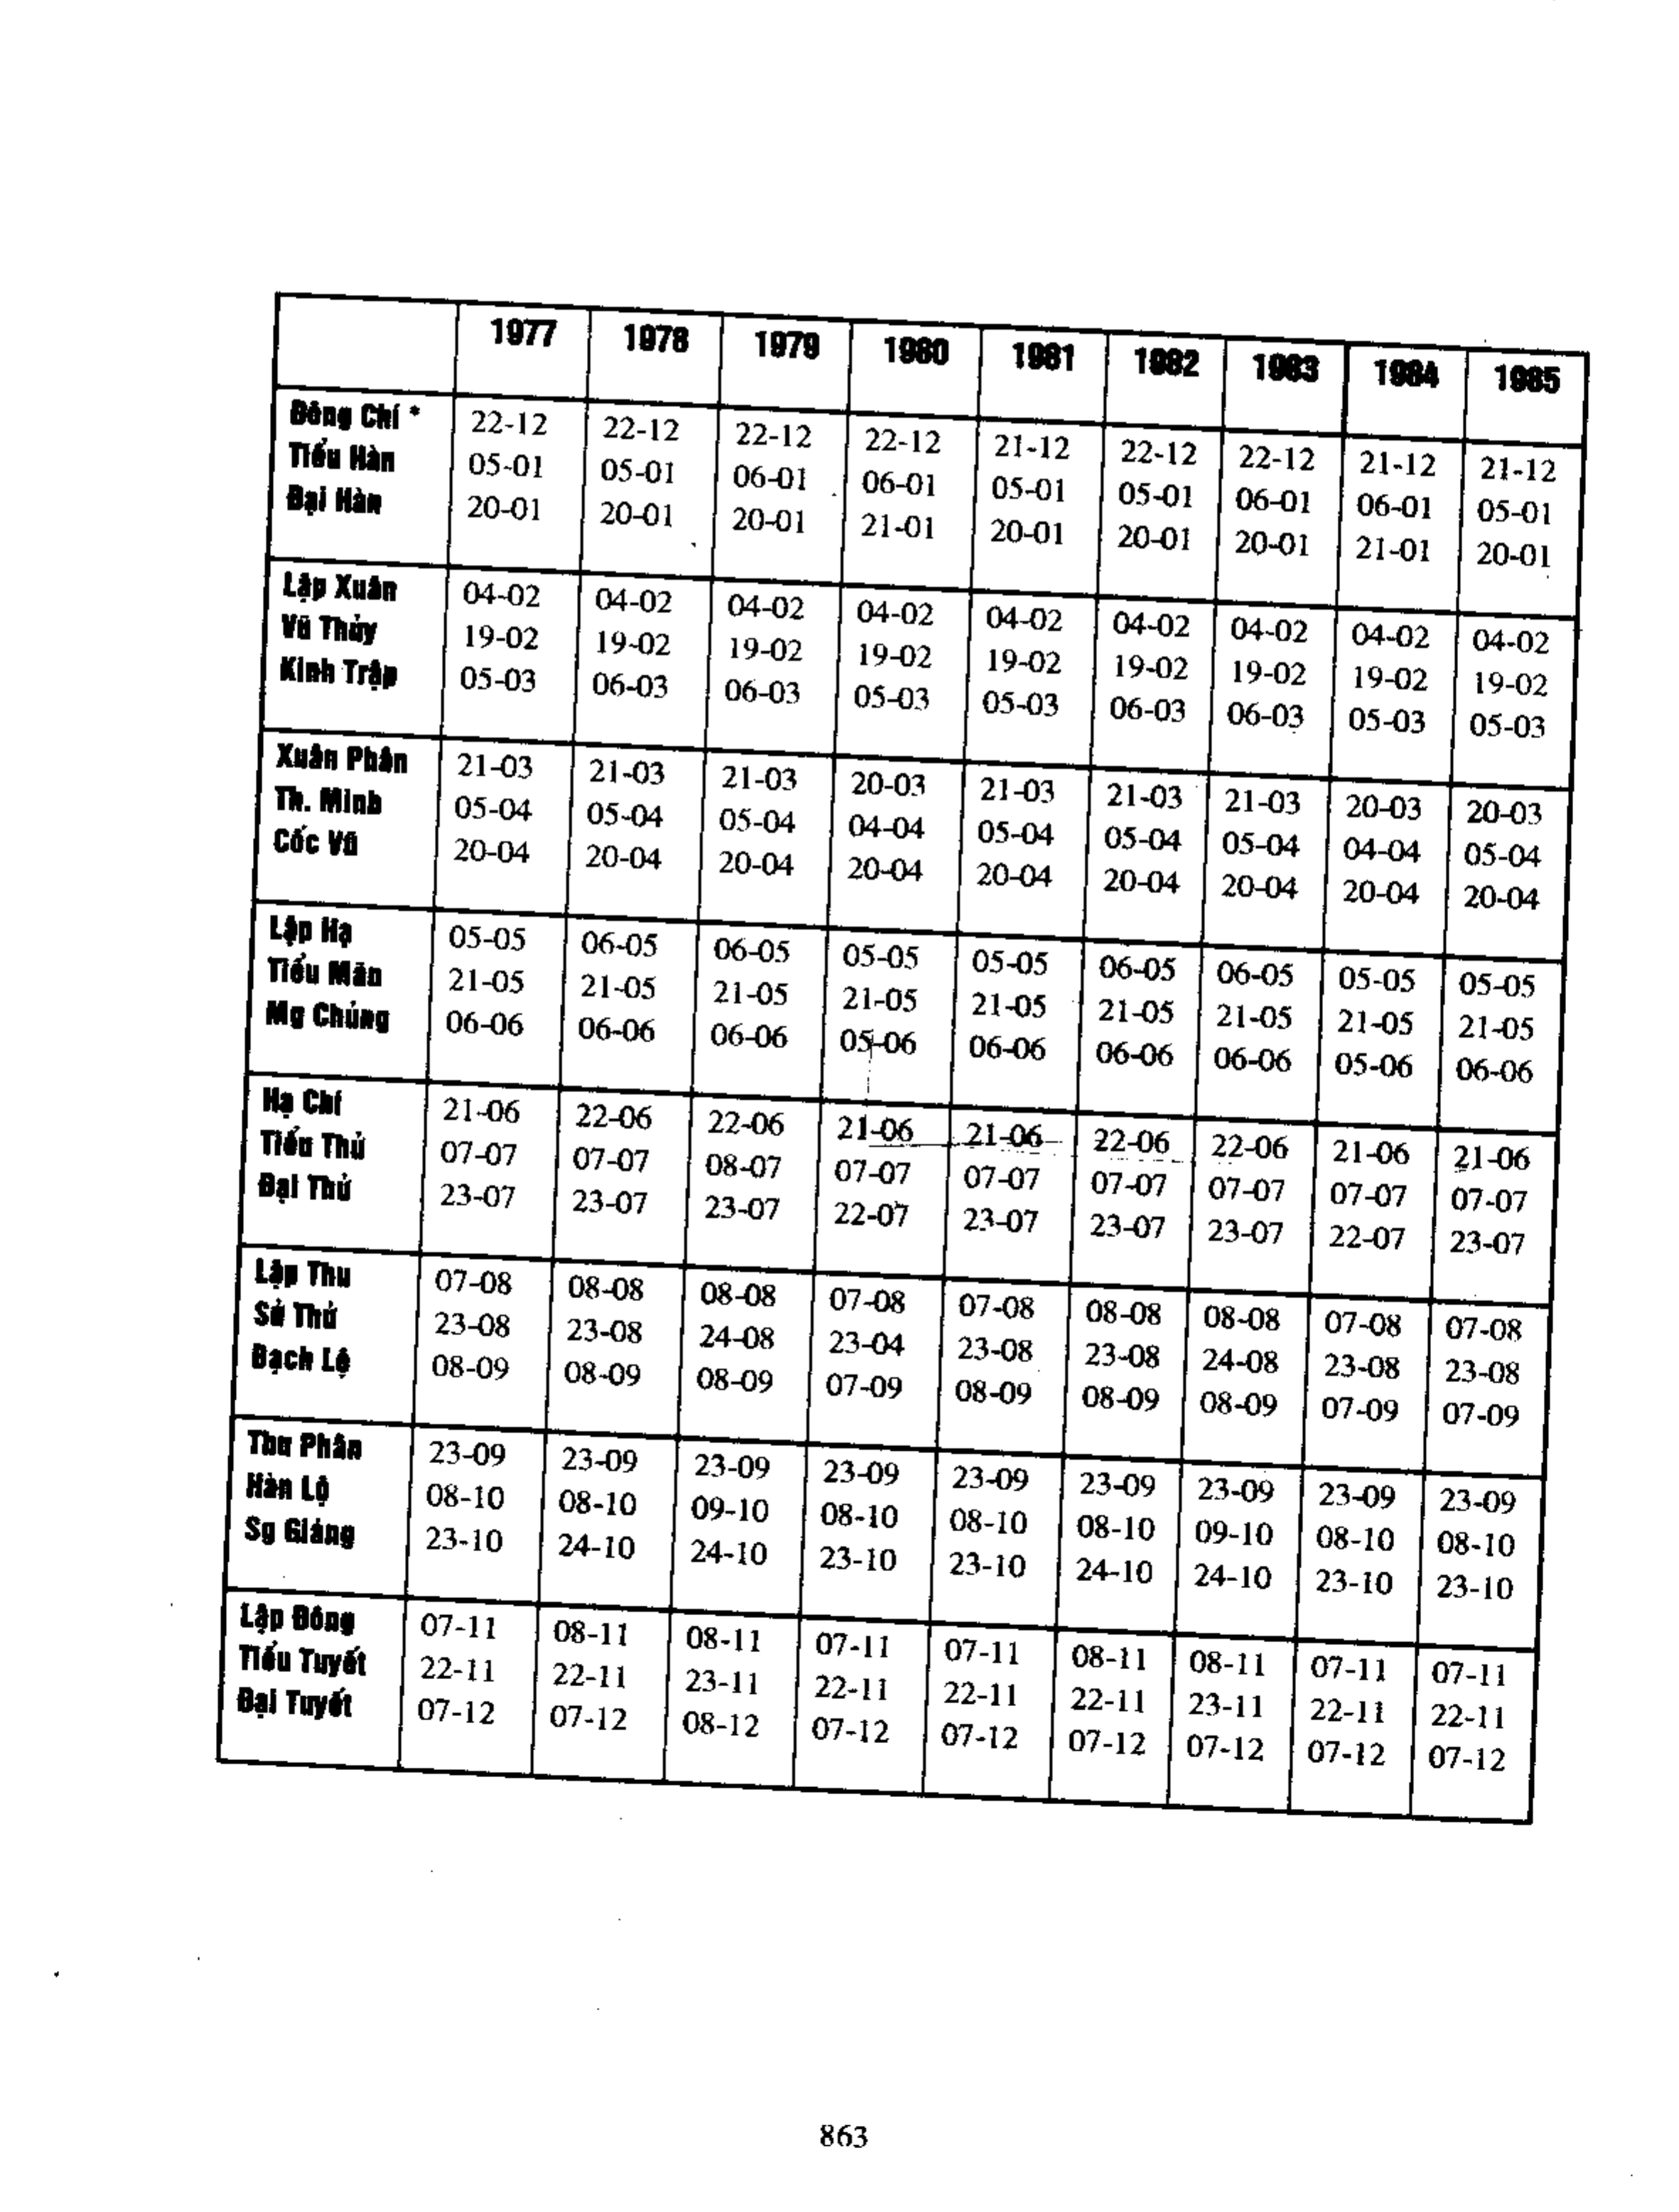 1977 1978 1979 1980 1981 1982 1983 1984 1985
Đông Chí * 22-12 22-12 22-12 22-12 21-12 22-12 22-12 21-12 21-12
Tiểu Hàn 05-01 05-01 06-01 06-01 05-01 05-01 06-01 06-01 05-01
Đại Hàn 20-01 20-01 20-01 21-01 20-01 20-01 20-01 21-01 20-01
Lập Xuân 04-02 04-02 04-02 04-02 04-02 04-02 04-02 04-02 04-02
Vũ Thủy 19-02 19-02 19-02 19-02 19-02 19-02 19-02 19-02 19-02
Kinh Trập 05-03 06-03 06-03 05-03 05-03 06-03 06-03 05-03 05-03
Xuân Phân 21-03 21-03 21-03 20-03 21-03 21-03 21-03 20-03 20-03
Th. Minh 05-04 05-04 05-04 04-04 05-04 05-04 05-04 04-04 05-04
Cốc Vũ 20-04 20-04 20-04 20-04 20-04 20-04 20-04 20-04 20-04
Lập Hạ 05-05 06-05 06-05 05-05 05-05 06-05 06-05 05-05 05-05
Tiểu Mãn 21-05 21-05 21-05 21-05 21-05 21-05 21-05 21-05 21-05
Mg Chủng 06-06 06-06 06-06 05-06 06-06 06-06 06-06 05-06 06-06
Hạ Chí 21-06 22-06 22-06 21-06 21-06 22-06 22-06 21-06 21-06
Tiểu Thử 07-07 07-07 08-07 07-07 07-07 07-07 07-07 07-07 07-07
Đại Thử 23-07 23-07 23-07 22-07 23-07 23-07 23-07 22-07 23-07
Lập Thu 07-08 08-08 08-08 07-08 07-08 08-08 08-08 07-08 07-08
Sử Thử 23-08 23-08 24-08 23-04 23-08 23-08 24-08 23-08 23-08
Bạch Lộ 08-09 08-09 08-09 07-09 08-09 08-09 08-09 07-09 07-09
Thu Phân 23-09 23-09 23-09 23-09 23-09 23-09 23-09 23-09 23-09
Hàn Lộ 08-10 08-10 09-10 08-10 08-10 08-10 09-10 08-10 08-10
Sg Giáng 23-10 24-10 24-10 23-10 23-10 24-10 24-10 23-10 23-10
Lập Đông 07-11 08-11 08-11 07-11 07-11 08-11 08-11 07-11 07-11
Tiểu Tuyết 22-11 22-11 23-11 22-11 22-11 22-11 23-11 22-11 22-11
Đại Tuyết 07-12 07-12 08-12 07-12 07-12 07-12 07-12 07-12 07-12
863